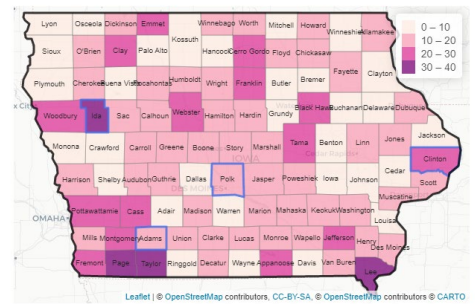 Lyon Osceola Dickinson Emmet Winnebago Worth Mitchell Howard Winneshiek Allamakee
Kossuth
Sioux O'Brien Clay Palo Alto Hancock Cerro Gordo Floyd Chickasaw
Fayette Clayton
Plymouth Cherokee Buena Vista Pocahontas Humboldt Wright Franklin Butler Bremer
Woodbury Ida Sac Calhoun Webster Hamilton Hardin Grundy Black Hawk Buchanan Delaware Dubuque
Monona Crawford Carroll Greene Boone Story Marshall Tama Benton Linn Jones Jackson
Clinton
Cedar
Harrison Shelby Audubon Guthrie Dallas Polk Jasper Poweshiek Iowa Johnson Scott
Muscatine
OMAHA
Pottawattamie Cass Adair Madison Warren Marion Mahaska Keokuk Washington Louisa
Mills Montgomery Adams Union Clarke Lucas Monroe Wapello Jefferson Henry Des Moines
Fremont Page Taylor Ringgold Decatur Wayne Appanoose Davis Van Buren Lee
0 – 10
10 – 20
20 – 30
30 – 40
Leaflet | © OpenStreetMap contributors, CC-BY-SA, © OpenStreetMap contributors © CARTO